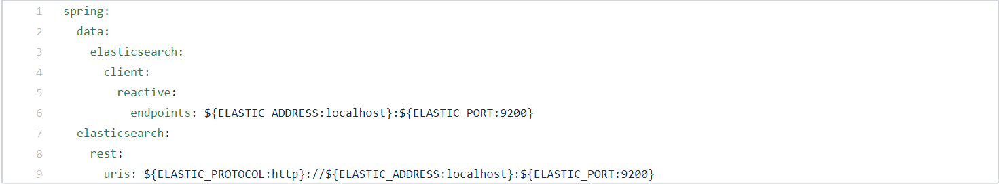 1 spring:
2   data:
3     elasticsearch:
4       client:
5         reactive:
6           endpoints: ${ELASTIC_ADDRESS:localhost}:${ELASTIC_PORT:9200}
7   elasticsearch:
8     rest:
9       uris: ${ELASTIC_PROTOCOL:http}://${ELASTIC_ADDRESS:localhost}:${ELASTIC_PORT:9200}